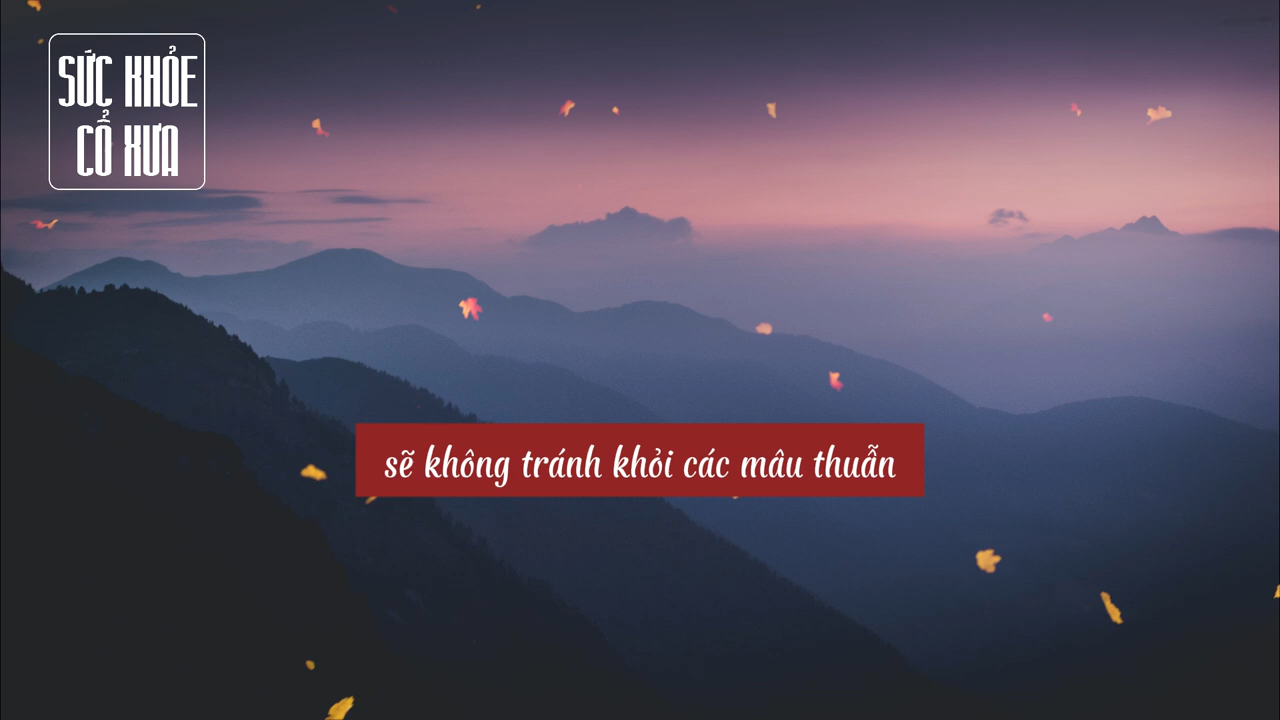 SỨC KHỎE
CỔ XƯA
sẽ không tránh khỏi các mâu thuẫn